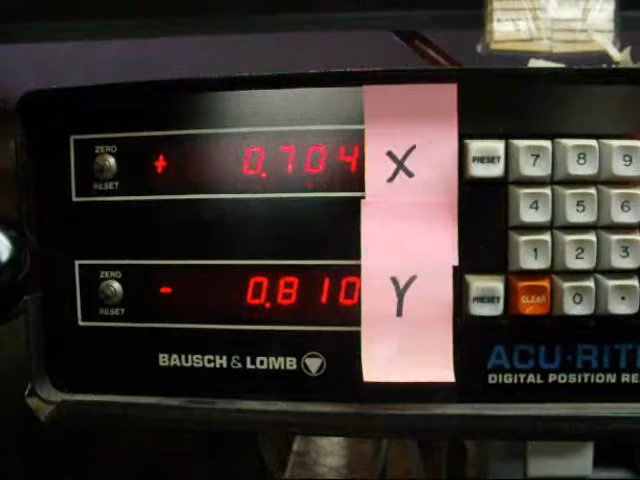 ZERO
RESET
+ 0.704
X
PRESET
7 8 9
4 5 6
1 2 3
ZERO
RESET
- 0.810
Y
PRESET
CLEAR
0 .
BAUSCH & LOMB
ACU-RITE
DIGITAL POSITION RE